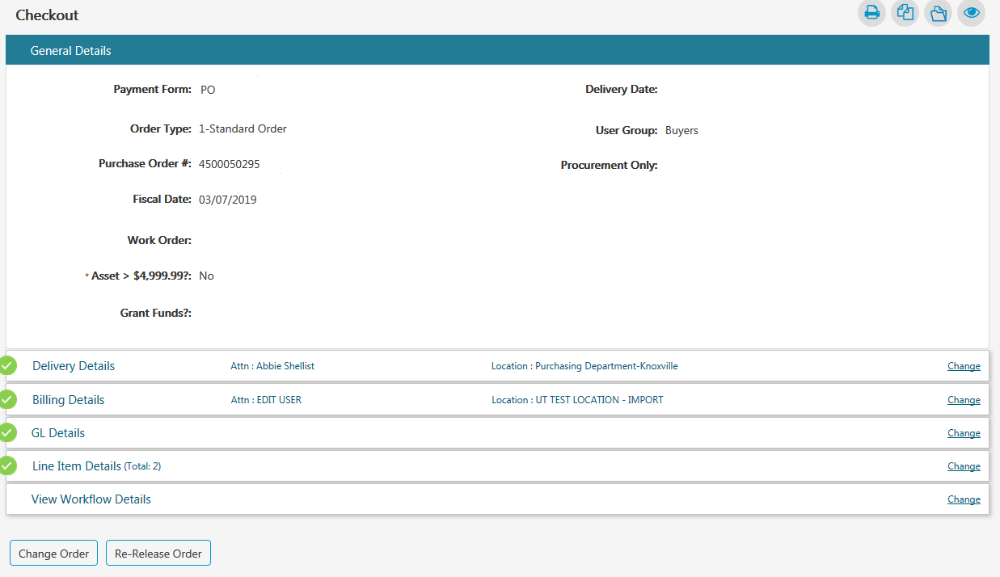 Checkout
General Details
Payment Form: PO
Delivery Date:
Order Type: 1-Standard Order
User Group: Buyers
Purchase Order #: 4500050295
Procurement Only:
Fiscal Date: 03/07/2019
Work Order:
* Asset > $4,999.99?: No
Grant Funds?:
Delivery Details Attn : Abbie Shellist Location : Purchasing Department-Knoxville Change
Billing Details Attn : EDIT USER Location : UT TEST LOCATION - IMPORT Change
GL Details Change
Line Item Details (Total: 2) Change
View Workflow Details Change
Change Order Re-Release Order